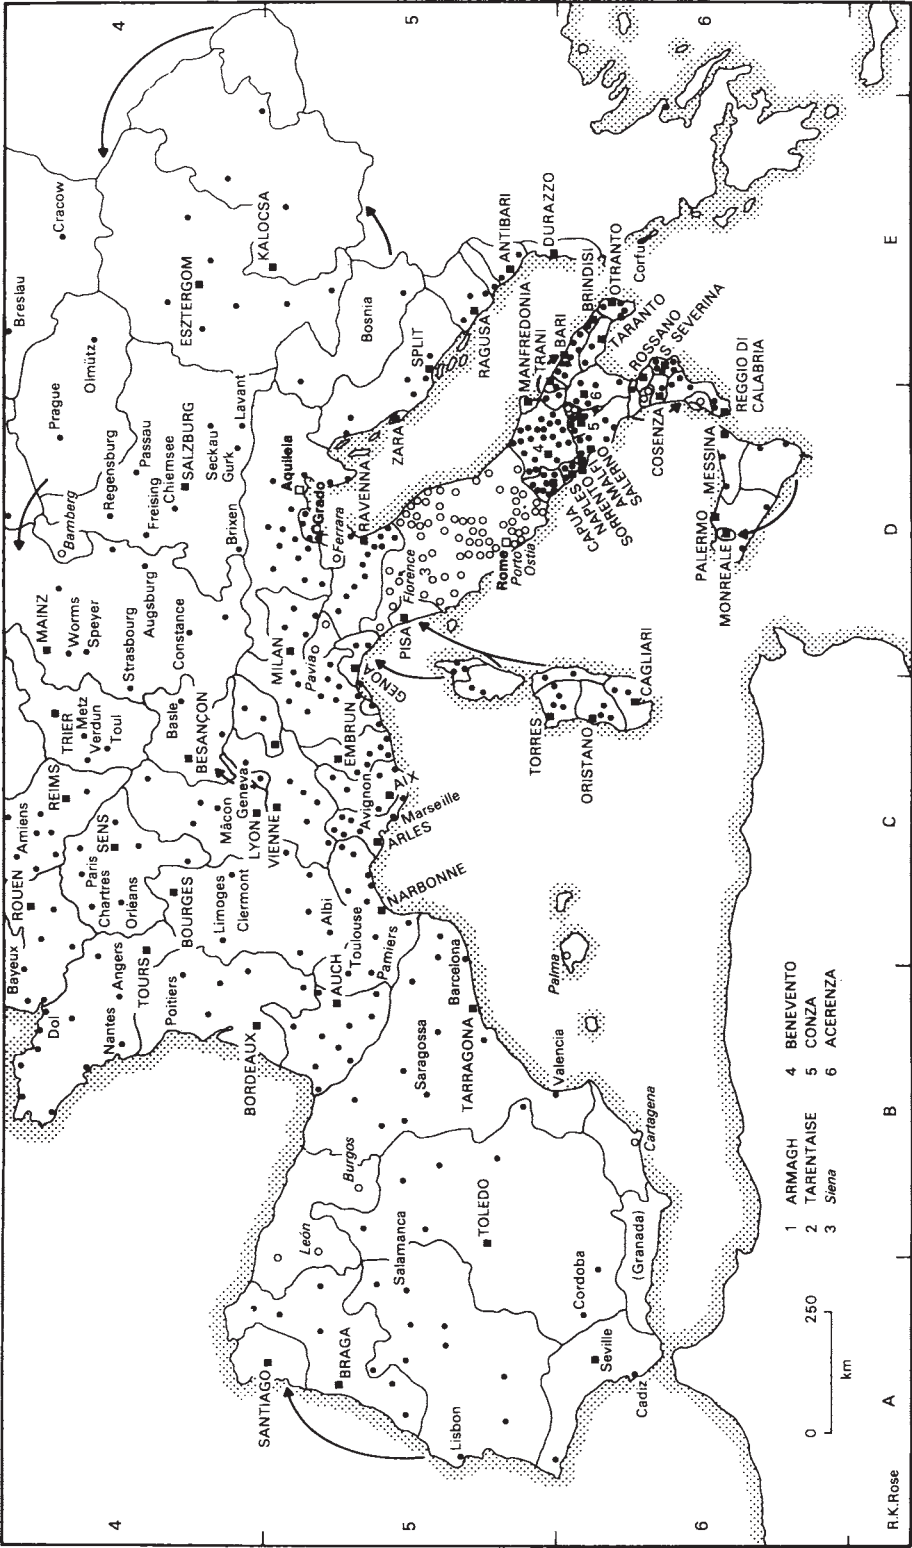 4
5
6
Breslau
Cracow
Prague
Olmütz
Bamberg
Regensburg
Passau
Freising
Chiemsee
SALZBURG
Seckau
Gurk
Lavant
Brixen
ESZTERGOM
KALOCSA
Bosnia
MAINZ
Worms
Speyer
Strasbourg
Augsburg
Constance
TRIER
Metz
Verdun
Toul
Basle
BESANÇON
REIMS
Amiens
ROUEN
Paris
SENS
Chartres
Orléans
BOURGES
Mâcon
Geneva
LYON
VIENNE
Limoges
Clermont
Bayeux
Dol
Angers
Nantes
TOURS
Poitiers
BORDEAUX
AUCH
Albi
Toulouse
Pamiers
NARBONNE
Avignon
EMBRUN
AIX
Marseille
ARLES
MILAN
Pavia
GENOA
Aquileia
Grado
Ferrara
RAVENNA
Florence
3
PISA
Rome
Porto
Ostia
ZARA
SPLIT
RAGUSA
ANTIBARI
DURAZZO
MANFREDONIA
TRANI
BARI
BRINDISI
TARANTO
OTRANTO
Corfu
ROSSANO
S. SEVERINA
COSENZA
REGGIO DI
CALABRIA
4
5
6
CAPUA
NAPLES
SORRENTO
AMALFI
SALERNO
MESSINA
PALERMO
MONREALE
TORRES
ORISTANO
CAGLIARI
SANTIAGO
BRAGA
León
Burgos
Salamanca
Lisbon
TOLEDO
Saragossa
Barcelona
TARRAGONA
Valencia
Palma
Cordoba
Seville
Cadiz
(Granada)
Cartagena
A
B
C
D
E
4
5
6
1 ARMAGH
2 TARENTAISE
3 Siena
4 BENEVENTO
5 CONZA
6 ACERENZA
0 250
km
R.K.Rose